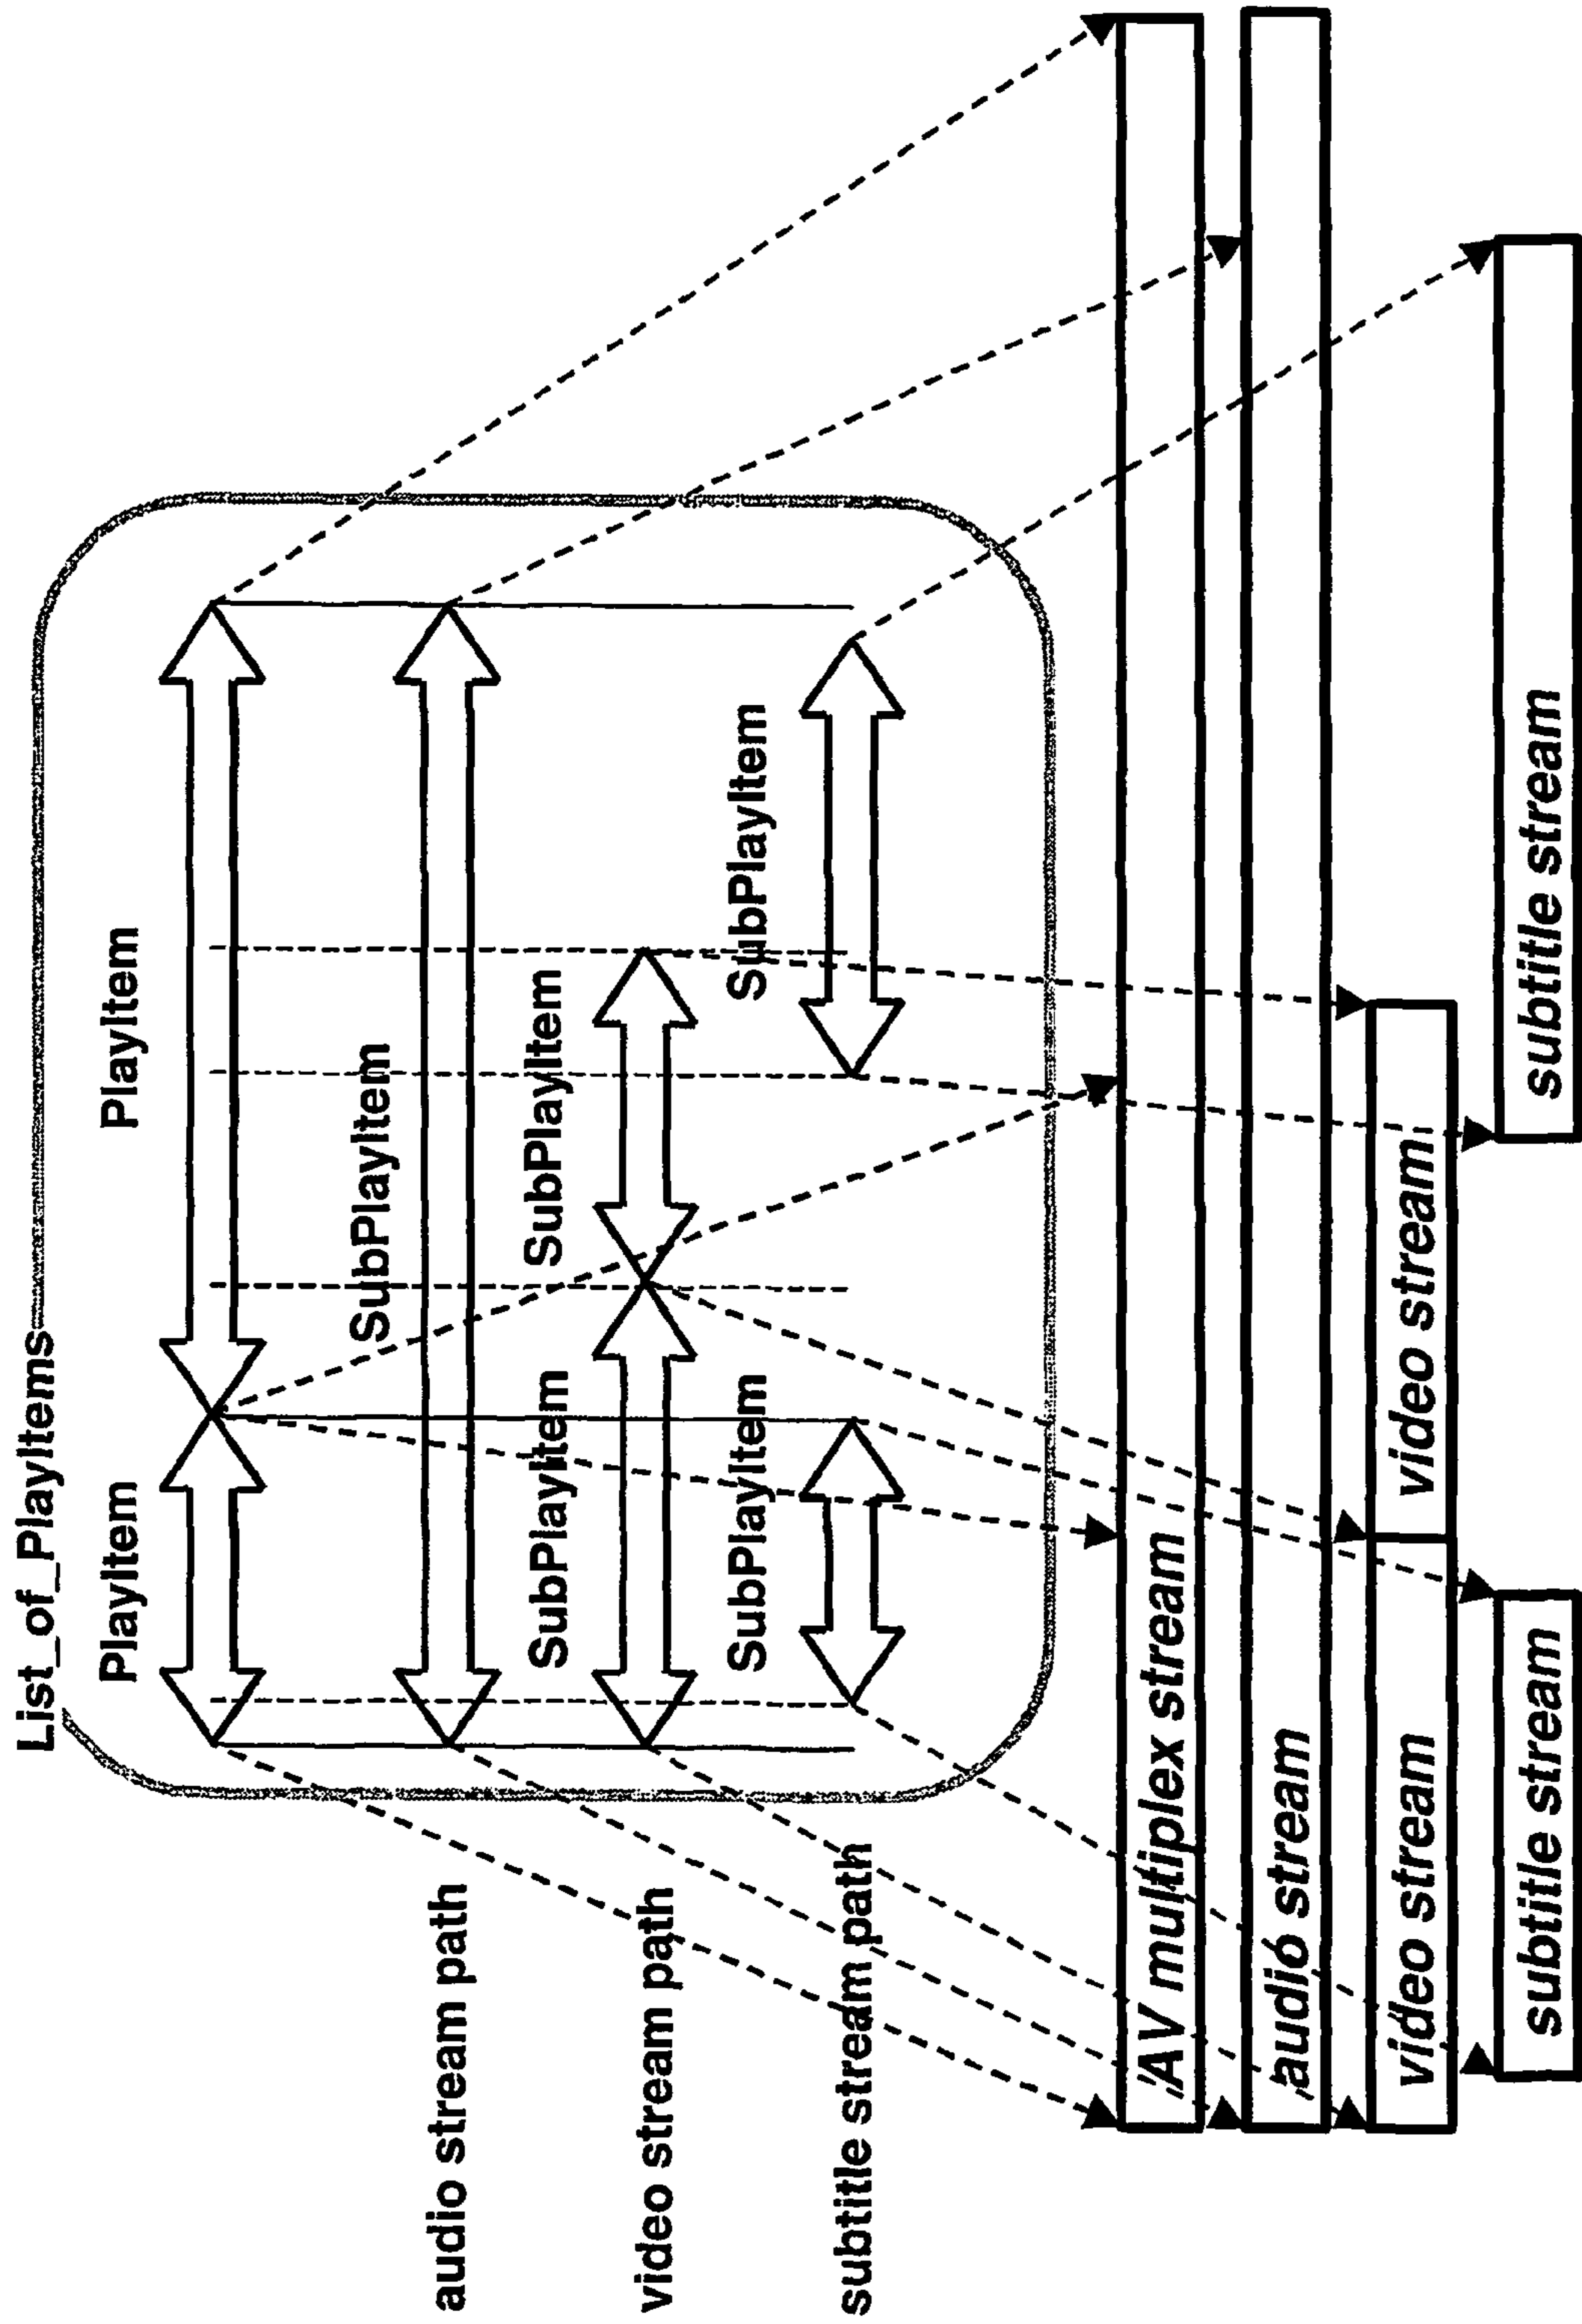 List_of_PlayItems
PlayItem
PlayItem
SubPlayItem
audio stream path
SubPlayItem
SubPlayItem
video stream path
SubPlayItem
SubPlayItem
subtitle stream path
AV multiplex stream
audio stream
video stream
video stream
subtitle stream
subtitle stream